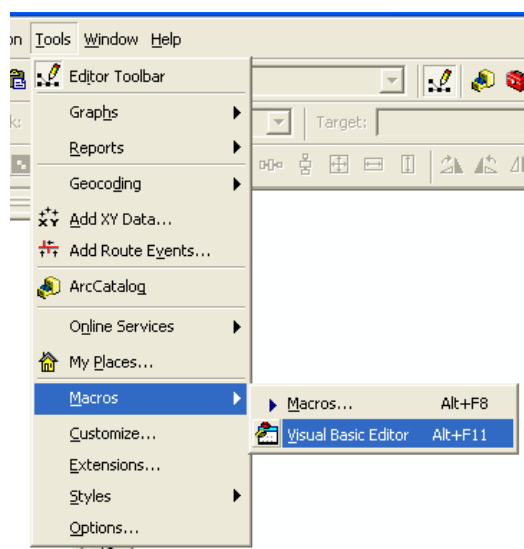 on Tools Window Help
Editor Toolbar
Graphs
k: Target:
Reports
Geocoding
Add XY Data...
Add Route Events...
ArcCatalog
Online Services
My Places...
Macros
Macros... Alt+F8
Customize...
Visual Basic Editor Alt+F11
Extensions...
Styles
Options...